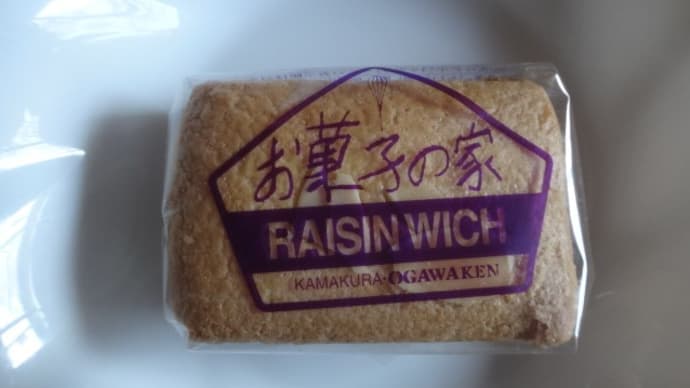 お菓子の家
RAISIN WICH
KAMAKURA·OGAWAKEN